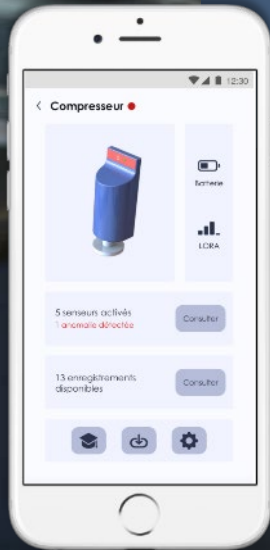 12:30
< Compresseur
Batterie
LORA
5 senseurs activés
1 anomalie détectée
Consulter
13 enregistrements
disponibles
Consulter